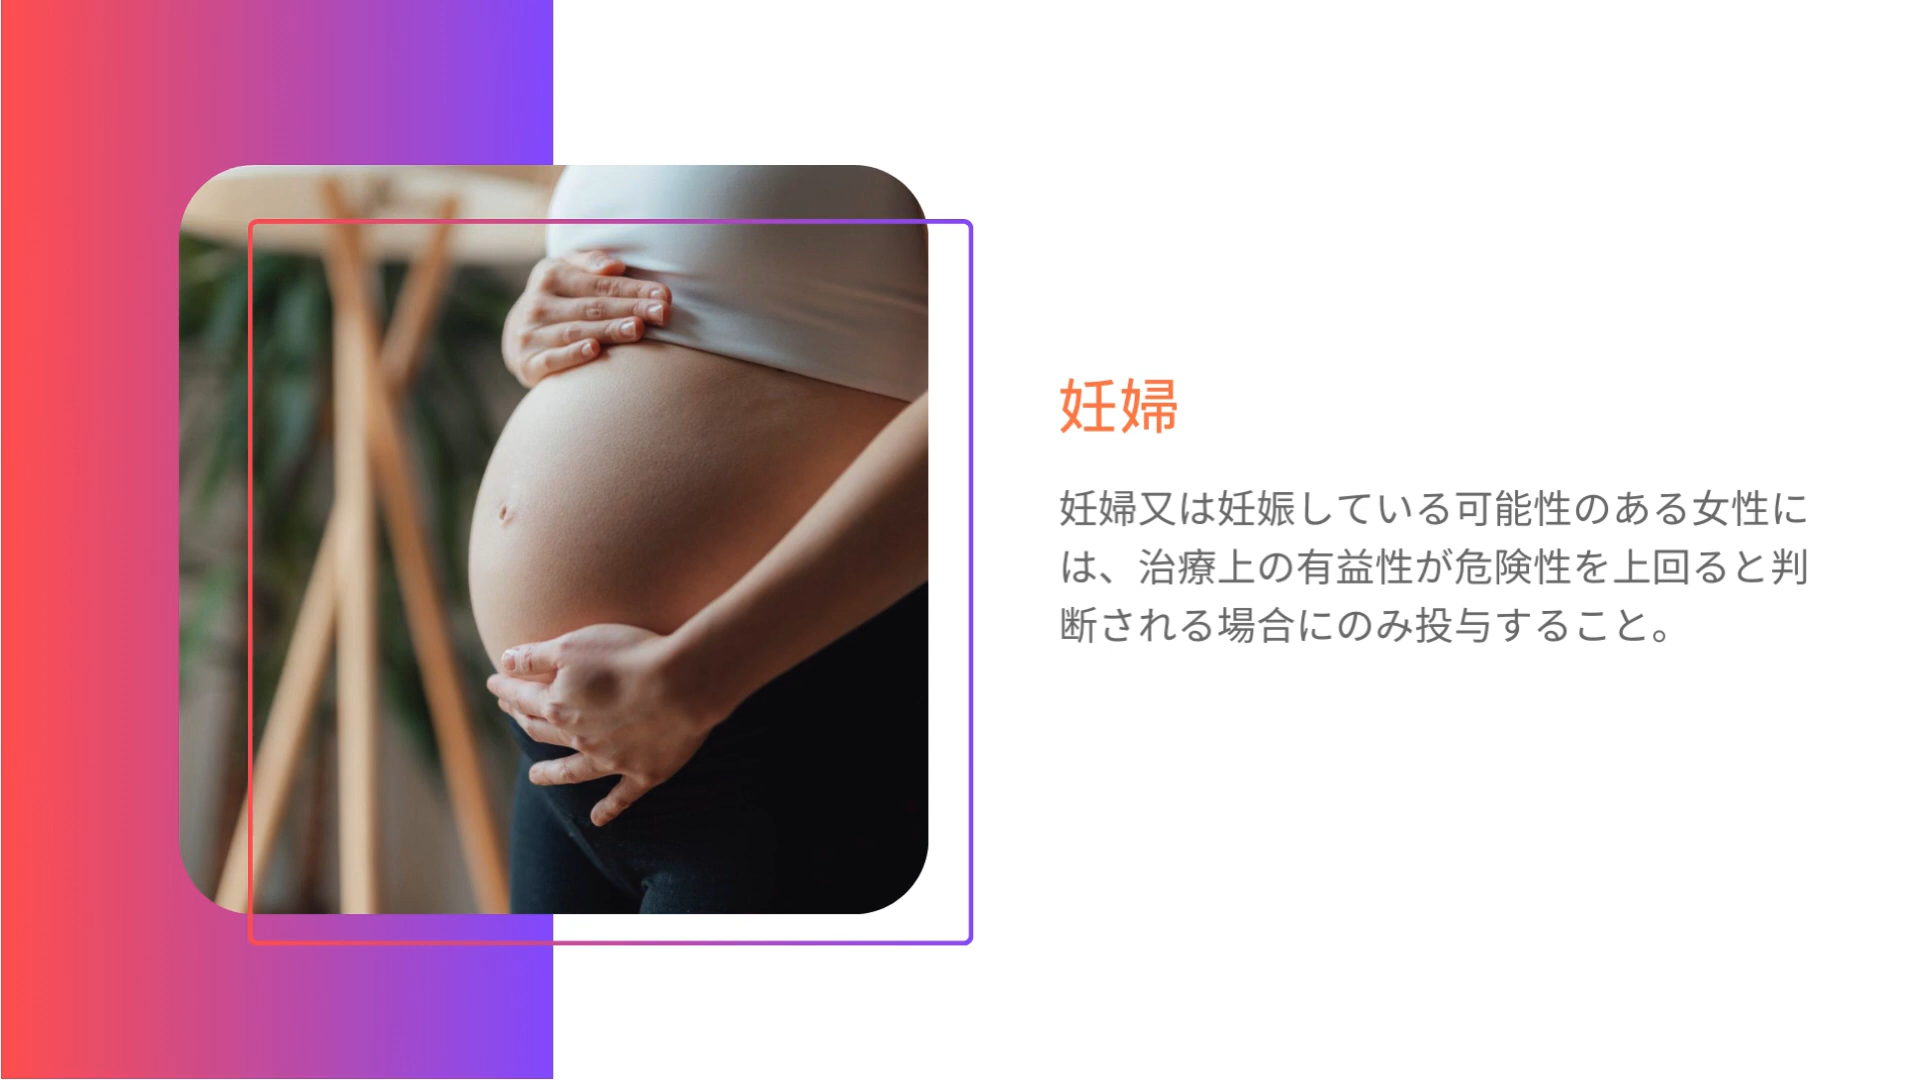 妊婦
妊婦又は妊娠している可能性のある女性に
は、治療上の有益性が危険性を上回ると判
断される場合にのみ投与すること。